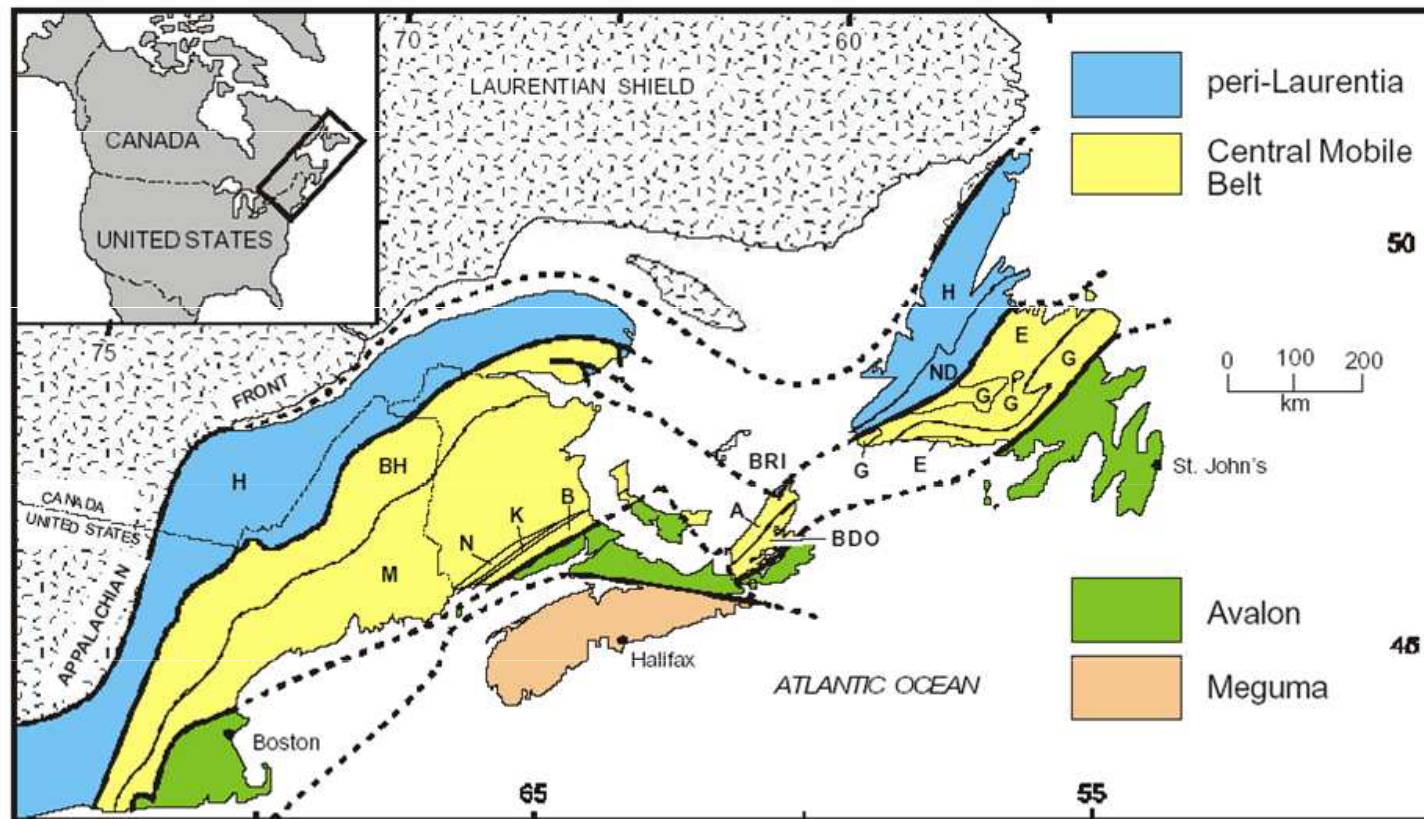 70
60
LAURENTIAN SHIELD
CANADA
UNITED STATES
peri-Laurentia
Central Mobile
Belt
50
75
FRONT
H
E
G
ND
G
G
0 100 200
km
BH
H
CANADA
UNITED STATES
BRI
G
E
St. John's
B
A
K
BDO
N
M
APPALACHIAN
Avalon
Halifax
45
ATLANTIC OCEAN
Meguma
Boston
65
55